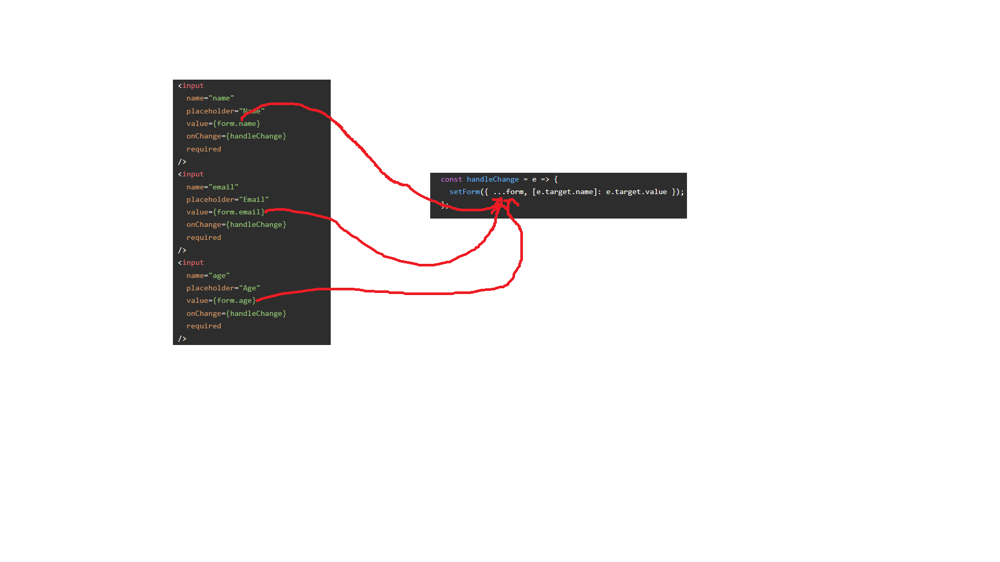 <input
name="name"
placeholder="Name"
value={form.name}
onChange={handleChange}
required
/>
<input
name="email"
placeholder="Email"
value={form.email}
onChange={handleChange}
required
/>
<input
name="age"
placeholder="Age"
value={form.age}
onChange={handleChange}
required
/>
const handleChange = e => {
setForm({ ...form, [e.target.name]: e.target.value });
};